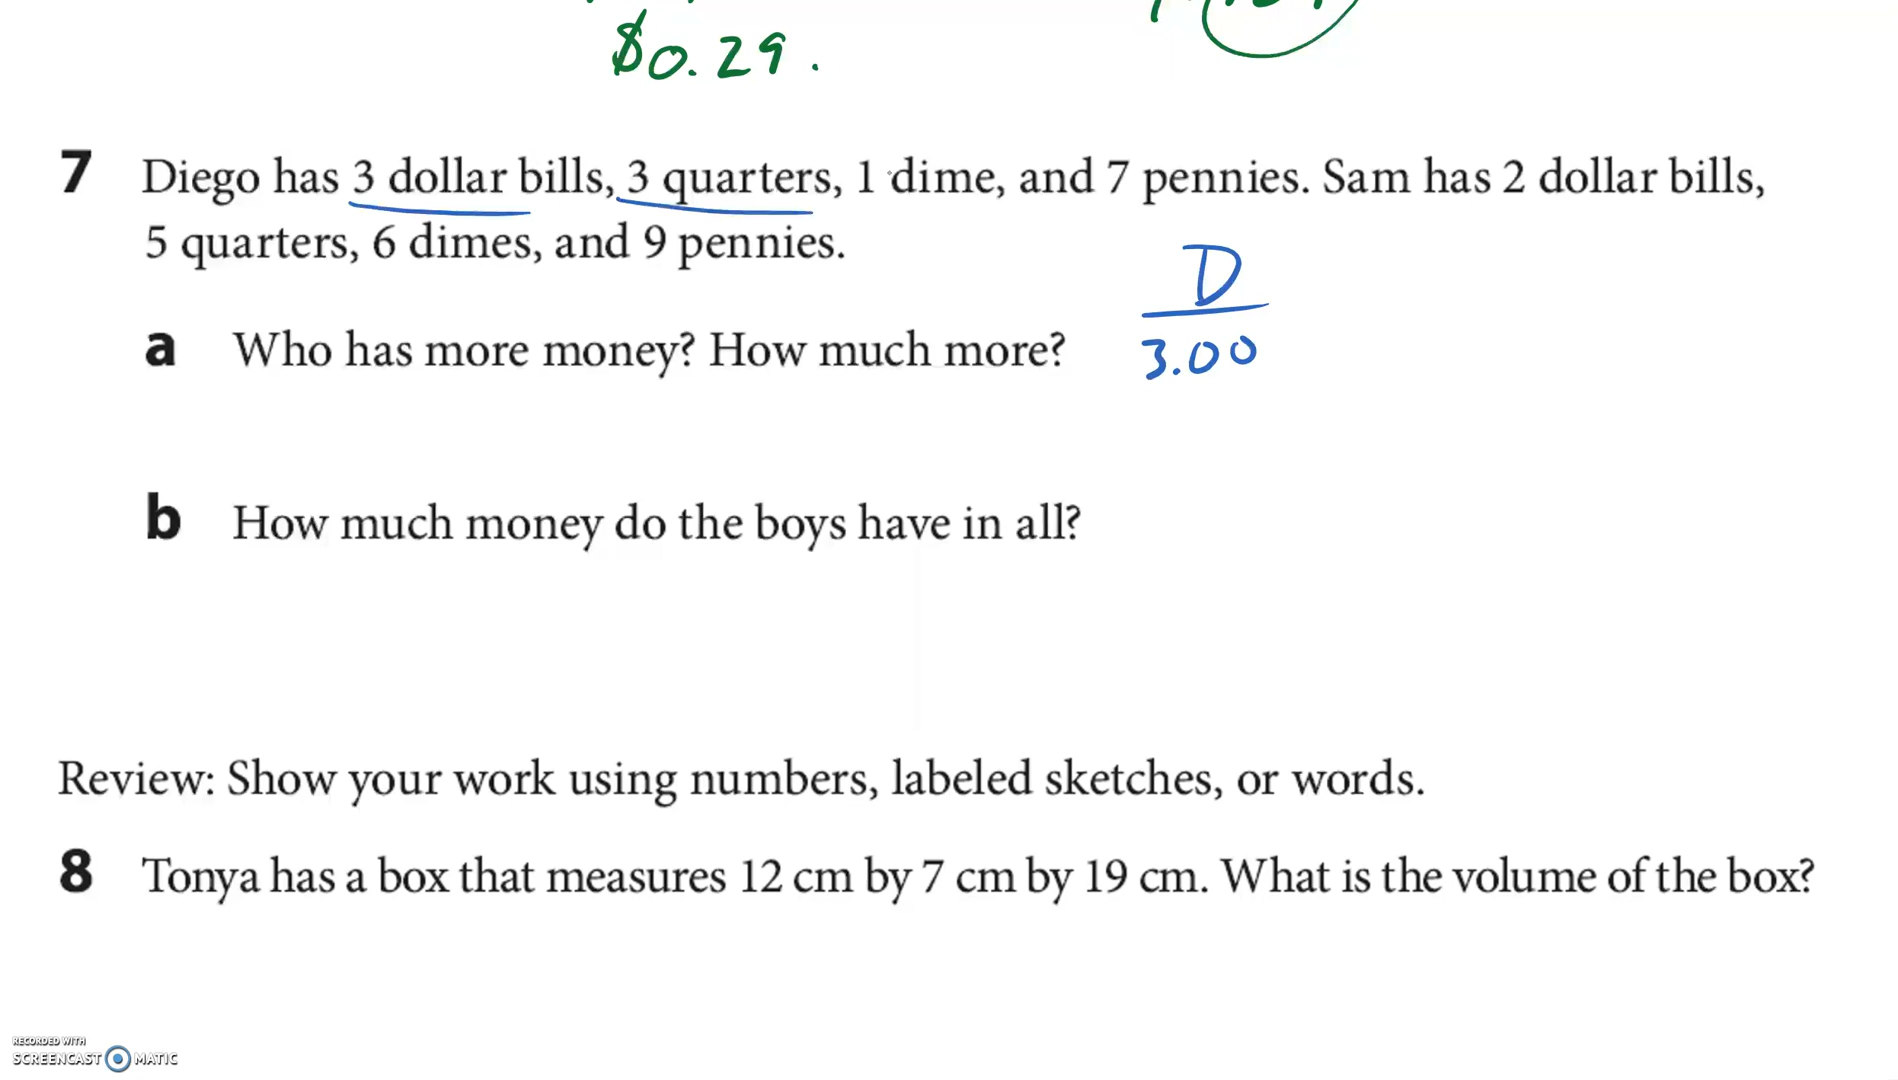 $0.29.
7 Diego has 3 dollar bills, 3 quarters, 1 dime, and 7 pennies. Sam has 2 dollar bills,
5 quarters, 6 dimes, and 9 pennies.
D
a Who has more money? How much more?
3.00
b How much money do the boys have in all?
Review: Show your work using numbers, labeled sketches, or words.
8 Tonya has a box that measures 12 cm by 7 cm by 19 cm. What is the volume of the box?
RECORDED WITH
SCREENCAST MATIC